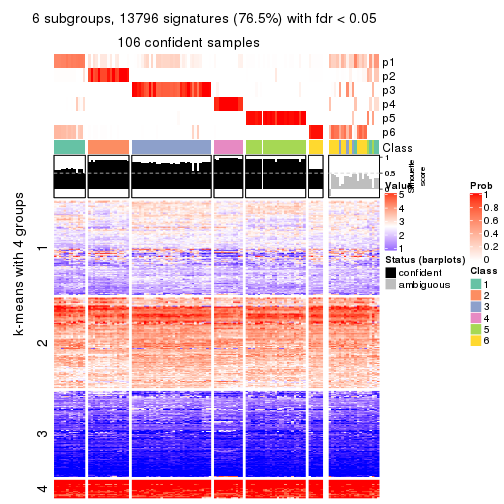 6 subgroups, 13796 signatures (76.5%) with fdr < 0.05
106 confident samples
p1
p2
p3
p4
p5
p6
Class
1
0.5
0
Silhouette
score
k-means with 4 groups
1
2
3
4
Value
5
4
3
2
1
Status (barplots)
confident
ambiguous
Prob
1
0.8
0.6
0.4
0.2
0
Class
1
2
3
4
5
6